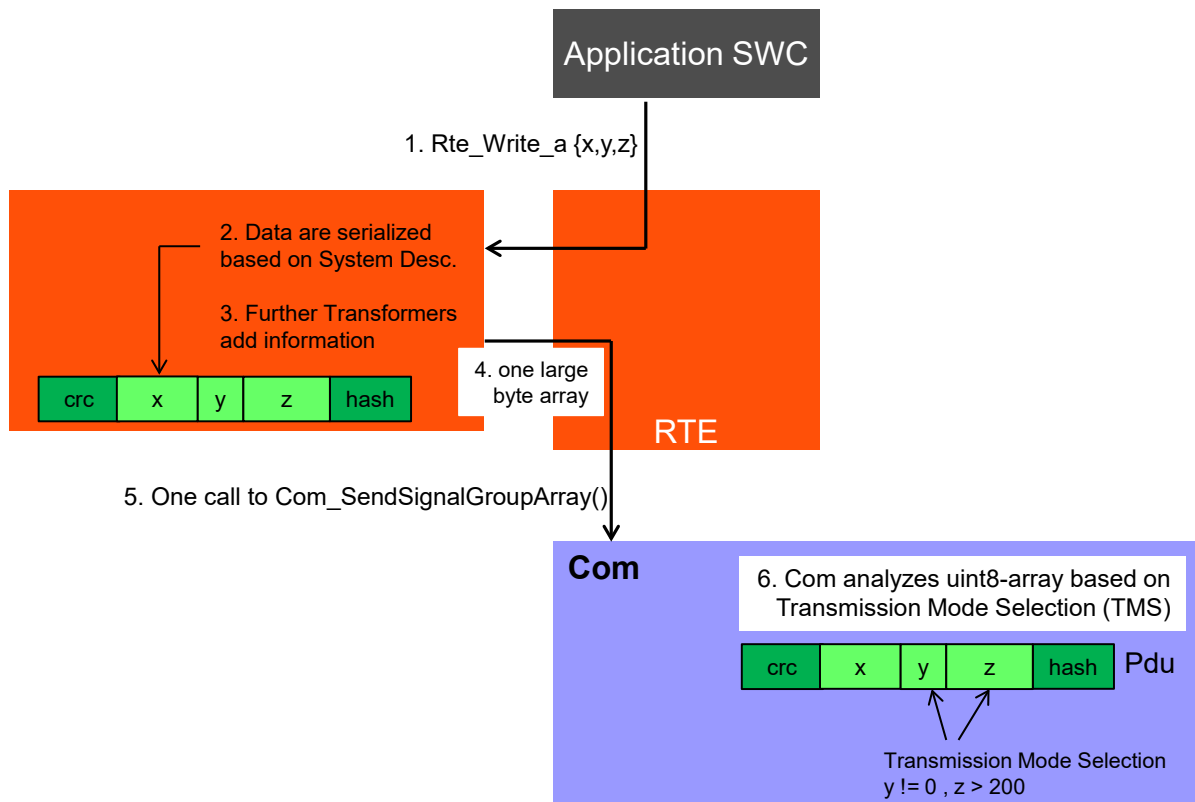 Application SWC
1. Rte_Write_a {x,y,z}
2. Data are serialized
based on System Desc.
3. Further Transformers
add information
crc x y z hash
4. one large
byte array
RTE
5. One call to Com_SendSignalGroupArray()
Com
6. Com analyzes uint8-array based on
Transmission Mode Selection (TMS)
crc x y z hash Pdu
Transmission Mode Selection
y != 0 , z > 200